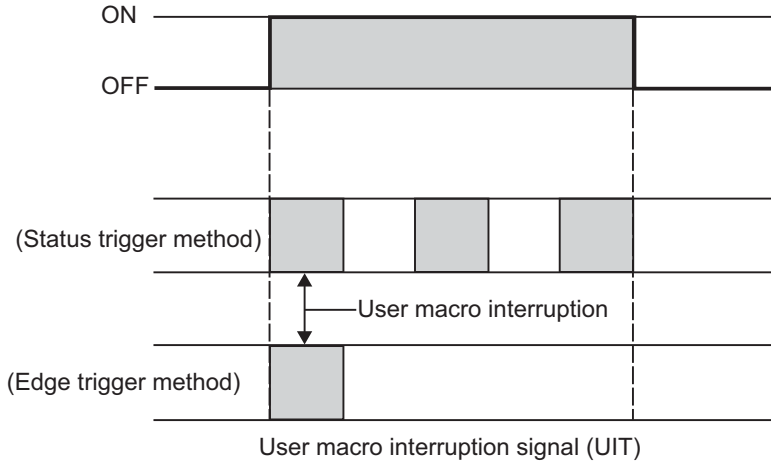 ON
OFF
(Status trigger method)
User macro interruption
(Edge trigger method)
User macro interruption signal (UIT)